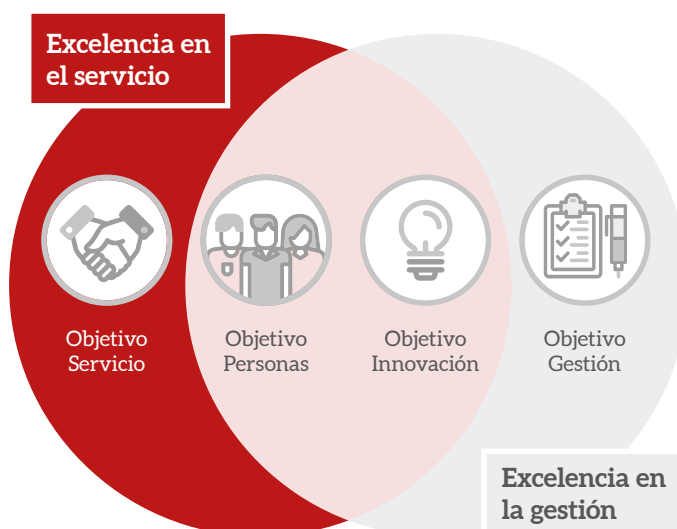 Excelencia en
el servicio
Objetivo
Servicio
Objetivo
Personas
Objetivo
Innovación
Objetivo
Gestión
Excelencia en
la gestión